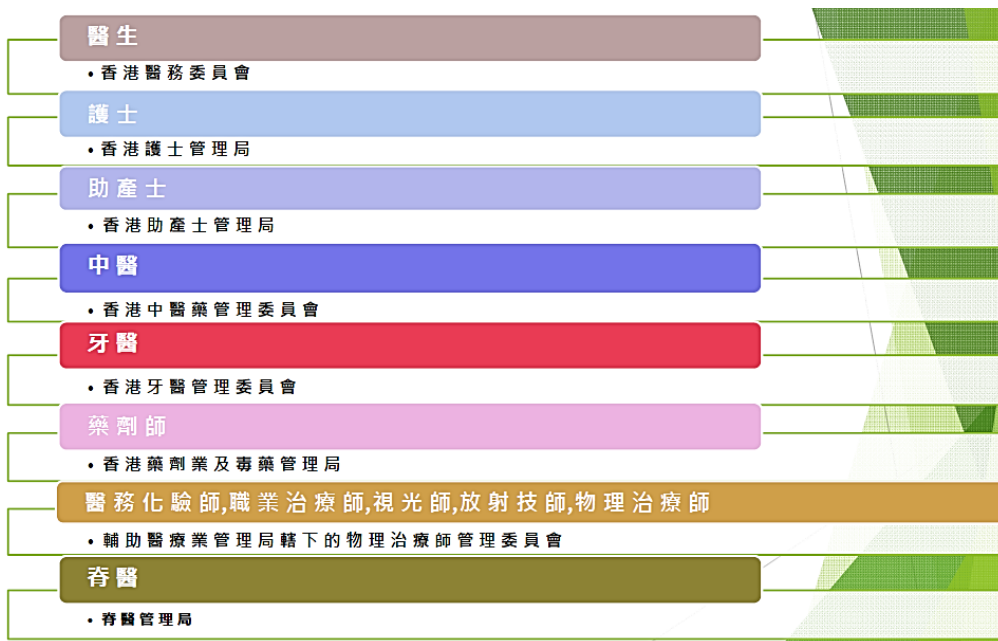 醫生
•香港醫務委員會
護士
•香港護士管理局
助產士
•香港助產士管理局
中醫
•香港中醫藥管理委員會
牙醫
•香港牙醫管理委員會
藥劑師
•香港藥劑業及毒藥管理局
醫務化驗師,職業治療師,視光師,放射技師,物理治療師
•輔助醫療業管理局轄下的物理治療師管理委員會
脊醫
•脊醫管理局